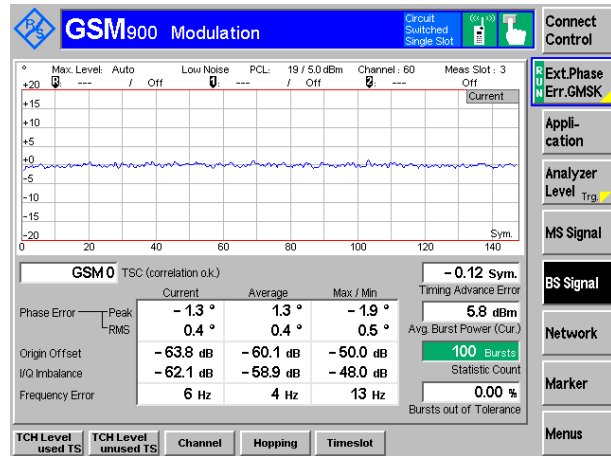 R&S GSM900 Modulation Circuit Switched Single Slot
Connect Control
° Max. Level: Auto Low Noise PCL: 19 / 5.0 dBm Channel : 60 Meas Slot : 3
R: --- / Off 1: --- / Off 2: --- Off
Current
+20
+15
+10
+5
+0
-5
-10
-15
-20
Sym.
0 20 40 60 80 100 120 140
GSM 0 TSC (correlation o.k.)
Current Average Max / Min
Phase Error Peak – 1.3 ° 1.3 ° – 1.9 °
RMS 0.4 ° 0.4 ° 0.5 °
Origin Offset – 63.8 dB – 60.1 dB – 50.0 dB
I/Q Imbalance – 62.1 dB – 58.9 dB – 48.0 dB
Frequency Error 6 Hz 4 Hz 13 Hz
– 0.12 Sym.
Timing Advance Error
5.8 dBm
Avg. Burst Power (Cur.)
100 Bursts
Statistic Count
0.00 %
Bursts out of Tolerance
RUN Ext.Phase Err.GMSK
Appli-
cation
Analyzer
Level Trg.
MS Signal
BS Signal
Network
Marker
Menus
TCH Level used TS
TCH Level unused TS
Channel
Hopping
Timeslot